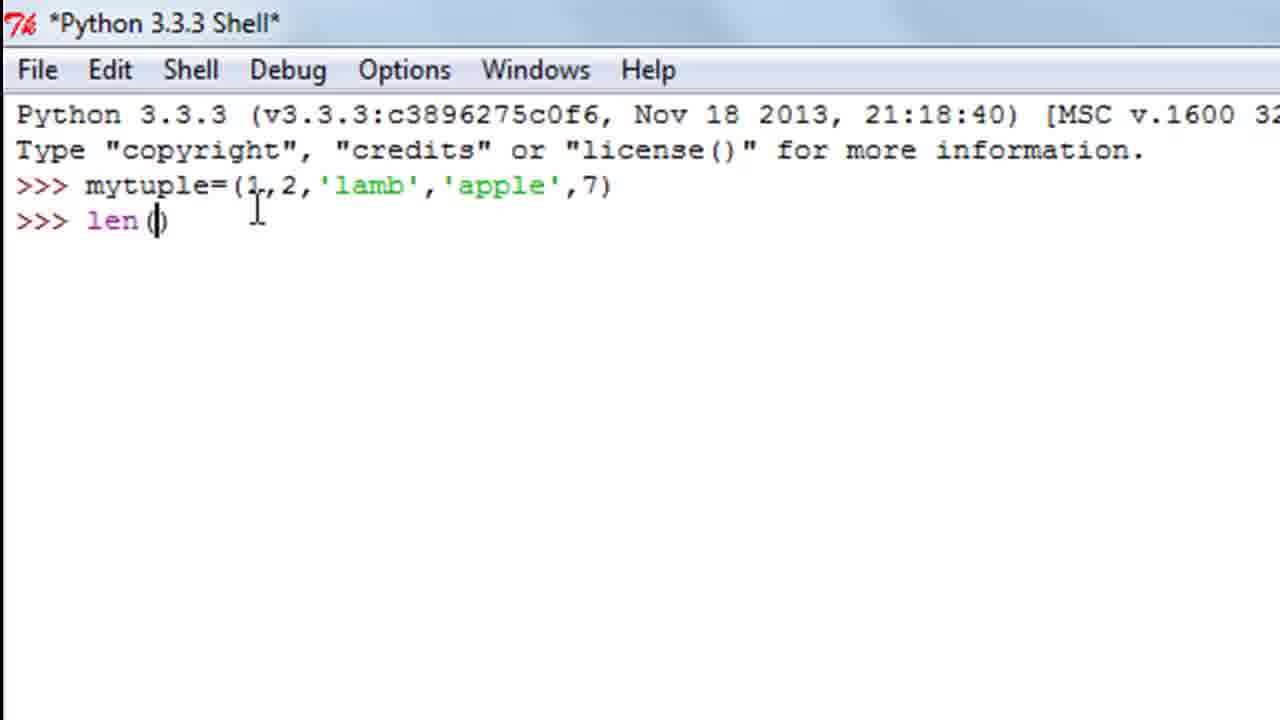 *Python 3.3.3 Shell*
File Edit Shell Debug Options Windows Help
Python 3.3.3 (v3.3.3:c3896275c0f6, Nov 18 2013, 21:18:40) [MSC v.1600 32
Type "copyright", "credits" or "license()" for more information.
>>> mytuple=(1,2,'lamb','apple',7)
>>> len()